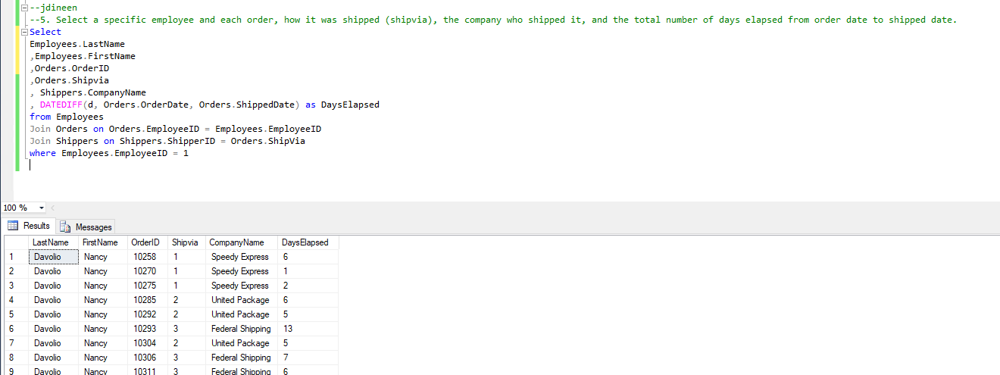 --jdineen
--5. Select a specific employee and each order, how it was shipped (shipvia), the company who shipped it, and the total number of days elapsed from order date to shipped date.
Select
Employees.LastName
,Employees.FirstName
,Orders.OrderID
,Orders.Shipvia
, Shippers.CompanyName
, DATEDIFF(d, Orders.OrderDate, Orders.ShippedDate) as DaysElapsed
from Employees
Join Orders on Orders.EmployeeID = Employees.EmployeeID
Join Shippers on Shippers.ShipperID = Orders.ShipVia
where Employees.EmployeeID = 1
100 %
Results Messages
LastName FirstName OrderID Shipvia CompanyName DaysElapsed
1 Davolio Nancy 10258 1 Speedy Express 6
2 Davolio Nancy 10270 1 Speedy Express 1
3 Davolio Nancy 10275 1 Speedy Express 2
4 Davolio Nancy 10285 2 United Package 6
5 Davolio Nancy 10292 2 United Package 5
6 Davolio Nancy 10293 3 Federal Shipping 13
7 Davolio Nancy 10304 2 United Package 5
8 Davolio Nancy 10306 3 Federal Shipping 7
9 Davolio Nancy 10311 3 Federal Shipping 6